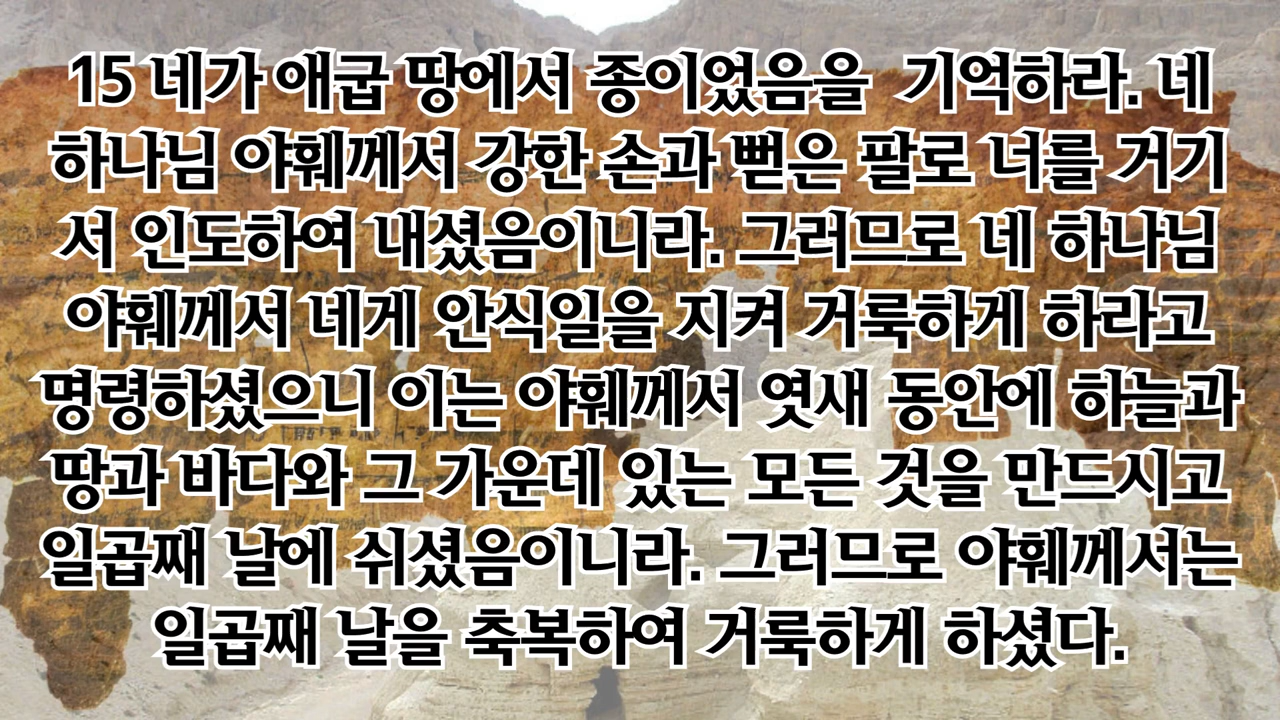 15 네가 애굽 땅에서 종이었음을 기억하라. 네
하나님 야훼께서 강한 손과 뻗은 팔로 너를 거기
서 인도하여 내셨음이니라. 그러므로 네 하나님
야훼께서 네게 안식일을 지켜 거룩하게 하라고
명령하셨으니 이는 야훼께서 엿새 동안에 하늘과
땅과 바다와 그 가운데 있는 모든 것을 만드시고
일곱째 날에 쉬셨음이니라. 그러므로 야훼께서는
일곱째 날을 축복하여 거룩하게 하셨다.